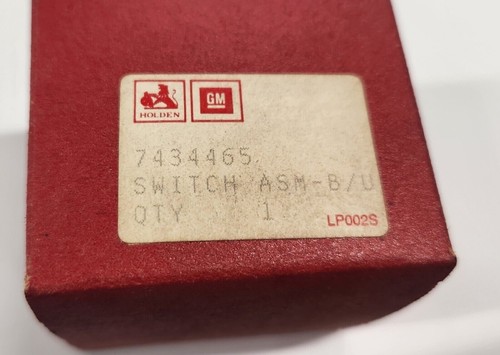 HOLDEN GM
7434465
SWITCH ASM-B/U
QTY 1 LP002S